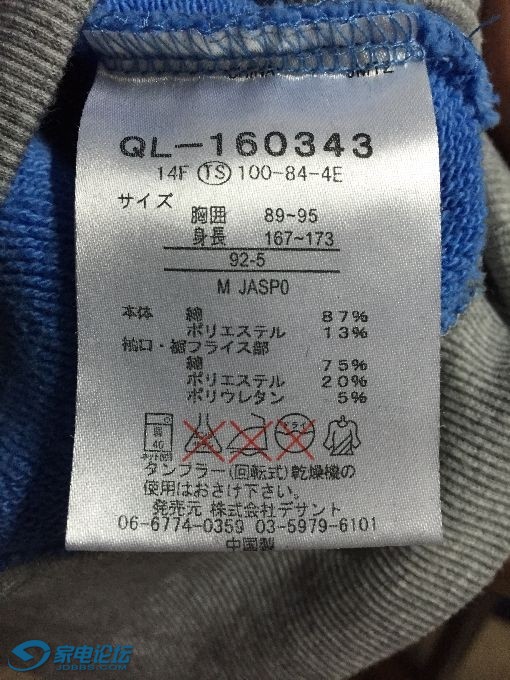 QL-160343
14F TS 100-84-4E
サイズ
胸囲 89~95
身長 167~173
92-5
M JASPO
本体 綿 87%
ポリエステル 13%
袖口・裾フライス部
綿 75%
ポリエステル 20%
ポリウレタン 5%
40
タンブラー(回転式)乾燥機の
使用はおさけ下さい。
発売元 株式会社デサント
06-6774-0359 03-5979-6101
中国製
家电论坛
JDBBS.COM